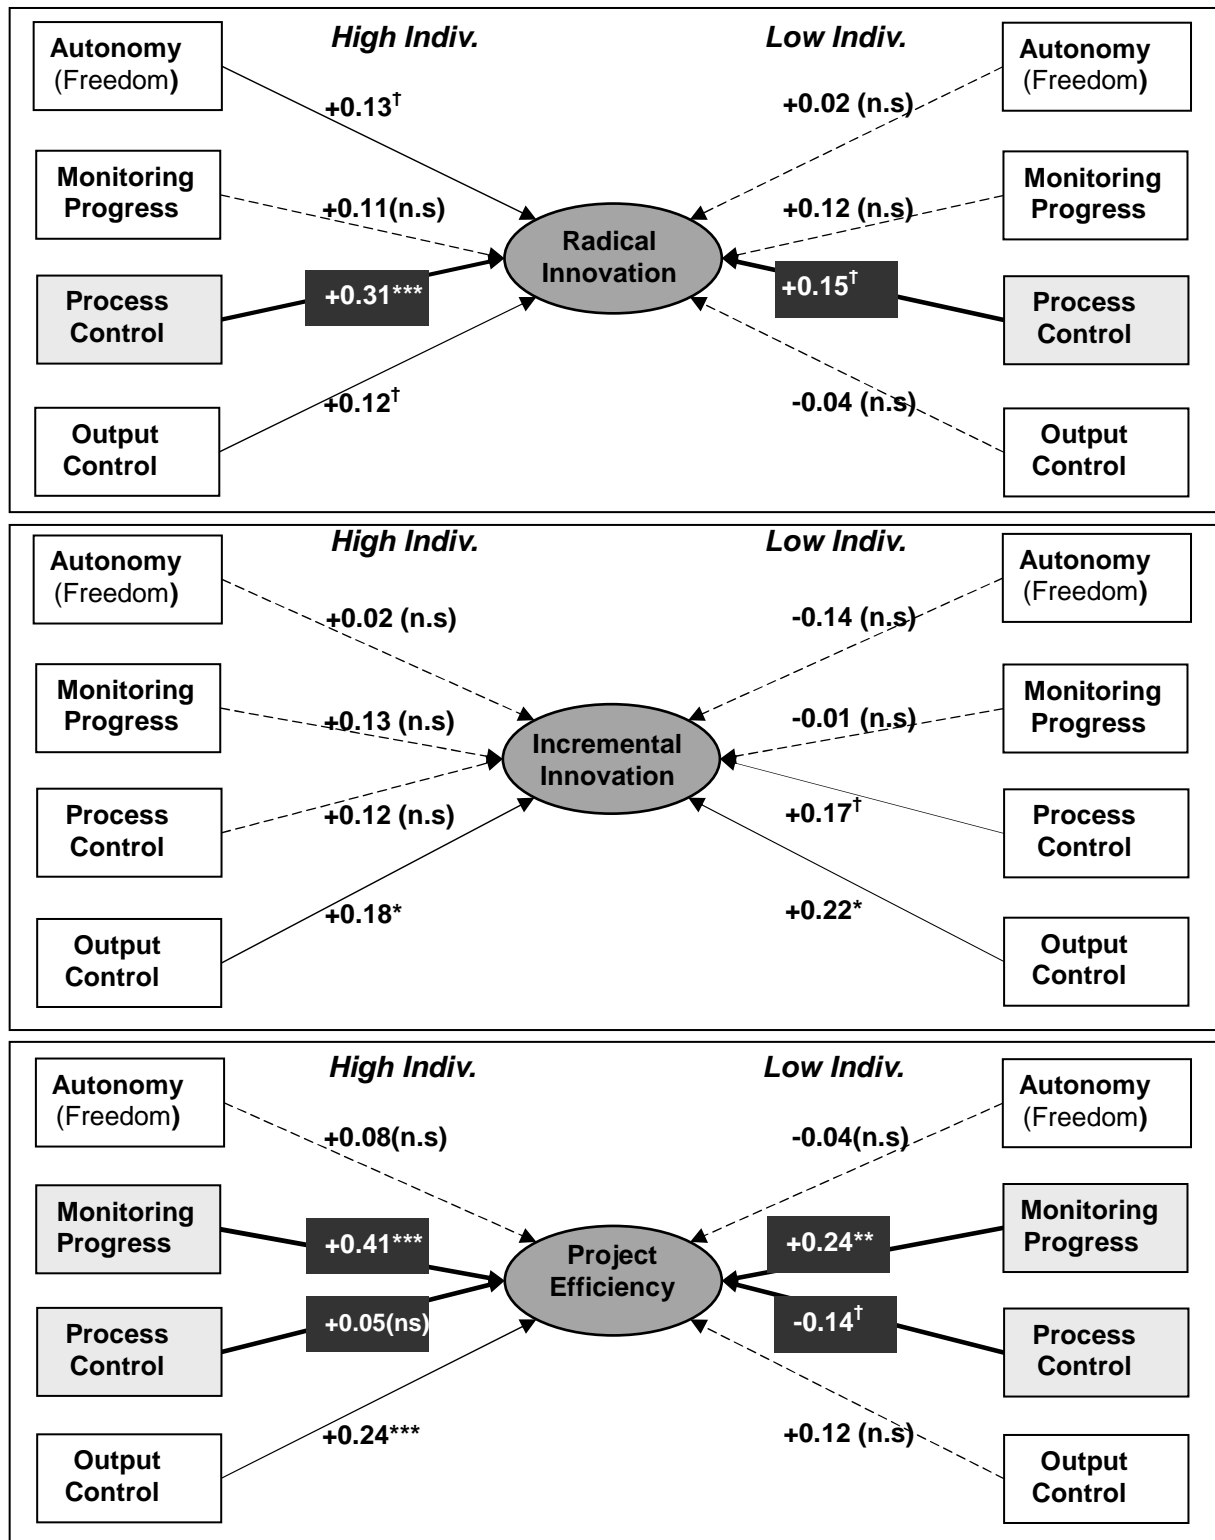 High Indiv.
Low Indiv.
Autonomy
(Freedom)
+0.13†
+0.02 (n.s)
Autonomy
(Freedom)
Monitoring
Progress
+0.11(n.s)
+0.12 (n.s)
Monitoring
Progress
Radical
Innovation
Process
Control
+0.31***
+0.15†
Process
Control
Output
Control
+0.12†
-0.04 (n.s)
Output
Control
High Indiv.
Low Indiv.
Autonomy
(Freedom)
+0.02 (n.s)
-0.14 (n.s)
Autonomy
(Freedom)
Monitoring
Progress
+0.13 (n.s)
-0.01 (n.s)
Monitoring
Progress
Incremental
Innovation
Process
Control
+0.12 (n.s)
+0.17†
Process
Control
Output
Control
+0.18*
+0.22*
Output
Control
High Indiv.
Low Indiv.
Autonomy
(Freedom)
+0.08(n.s)
-0.04(n.s)
Autonomy
(Freedom)
Monitoring
Progress
+0.41***
+0.24**
Monitoring
Progress
Project
Efficiency
Process
Control
+0.05(ns)
-0.14†
Process
Control
Output
Control
+0.24***
+0.12 (n.s)
Output
Control